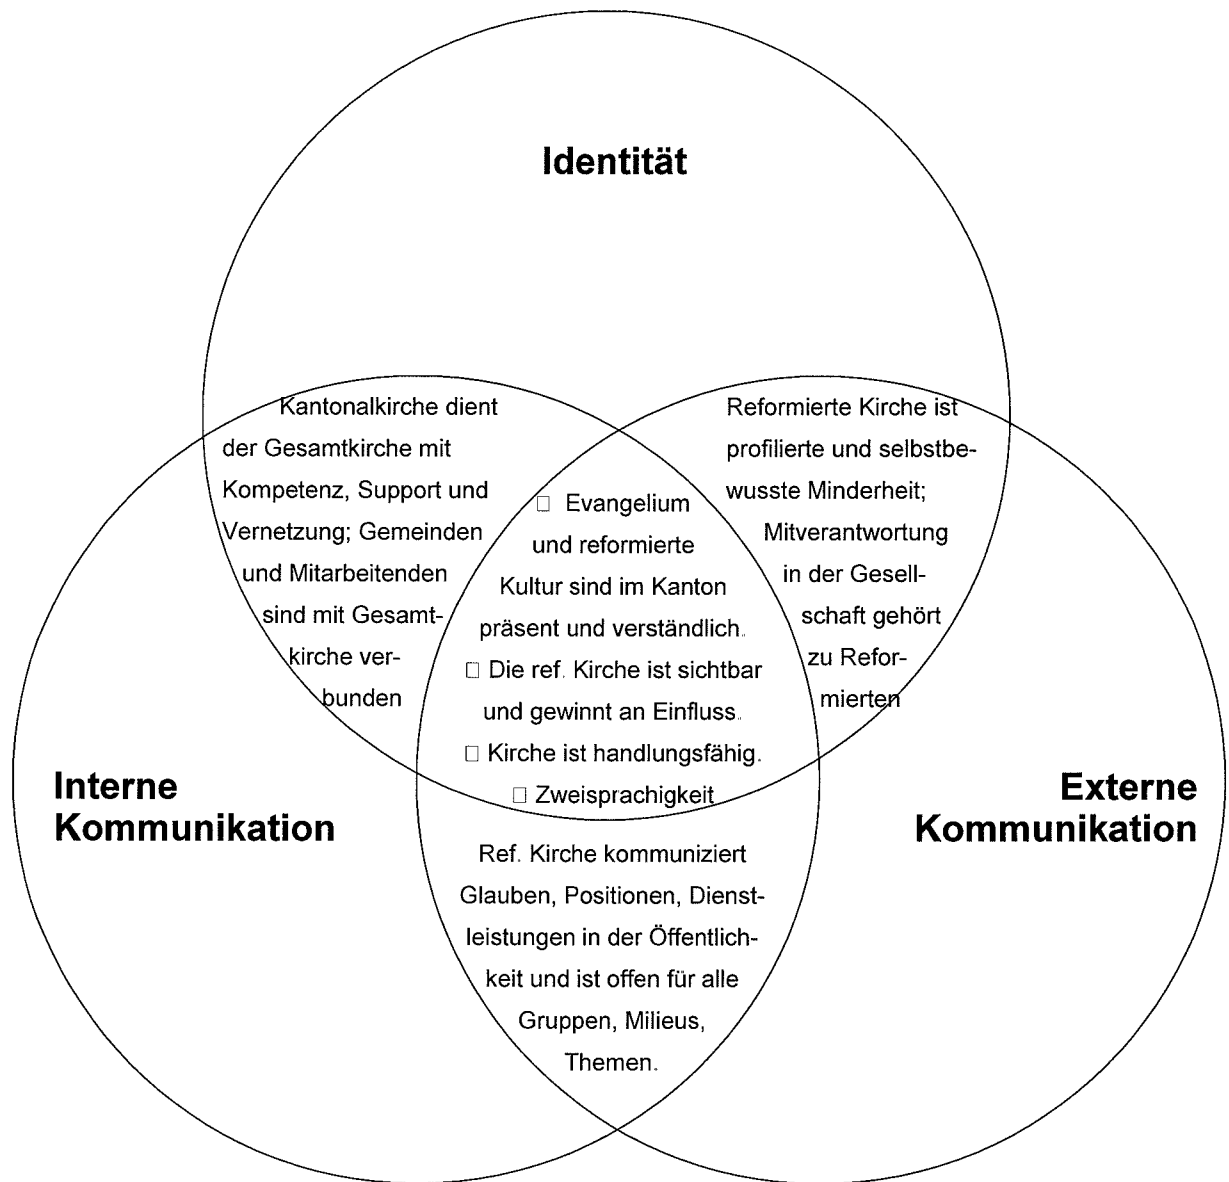 Identität
Kantonalkirche dient
der Gesamtkirche mit
Kompetenz, Support und
Vernetzung; Gemeinden
und Mitarbeitenden
sind mit Gesamt-
kirche ver-
bunden
Reformierte Kirche ist
profilierte und selbstbe-
wusste Minderheit;
Mitverantwortung
in der Gesell-
schaft gehört
zu Refor-
mierten
□ Evangelium
und reformierte
Kultur sind im Kanton
präsent und verständlich.
□ Die ref. Kirche ist sichtbar
und gewinnt an Einfluss.
□ Kirche ist handlungsfähig.
□ Zweisprachigkeit
Interne
Kommunikation
Externe
Kommunikation
Ref. Kirche kommuniziert
Glauben, Positionen, Dienst-
leistungen in der Öffentlich-
keit und ist offen für alle
Gruppen, Milieus,
Themen.